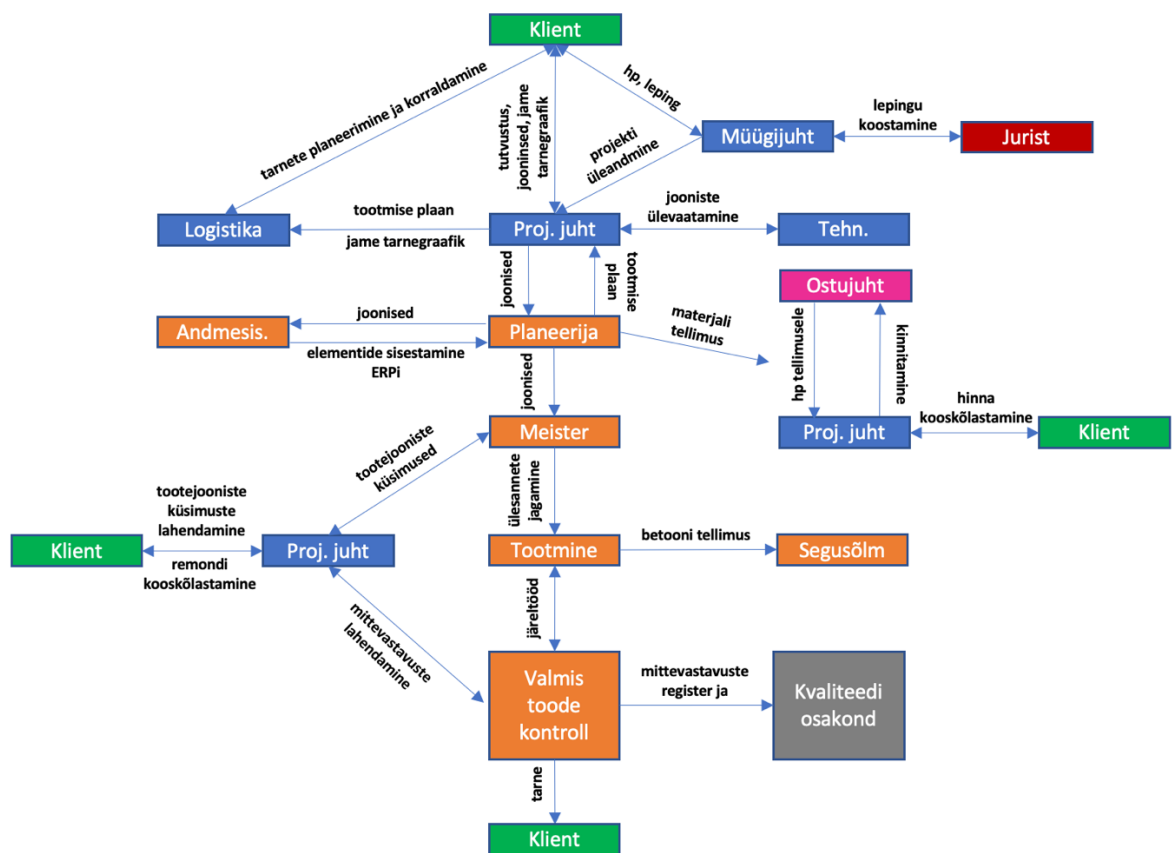 Klient
tarnete planeerimine ja korraldamine
tutvustus,
jooninsed, jame
tarnegraafik
hp, leping
projekti
üleandmine
Müügijuht
lepingu
koostamine
Jurist
Logistika
tootmise plaan
jame tarnegraafik
Proj. juht
jooniste
ülevaatamine
Tehn.
joonised
tootmise
plaan
Ostujuht
Andmesis.
joonised
elementide sisestamine
ERPi
Planeerija
materjali
tellimus
hp tellimusele
kinnitamine
joonised
Meister
Proj. juht
hinna
kooskõlastamine
Klient
tootejooniste
küsimused
ülesannete
jagamine
tootejooniste
küsimuste
lahendamine
Klient
remondi
kooskõlastamine
Proj. juht
Tootmine
betooni tellimus
Segusõlm
mittevastavuste
lahendamine
järeltööd
Valmis
toode
kontroll
mittevastavuste
register ja
Kvaliteedi
osakond
tarne
Klient